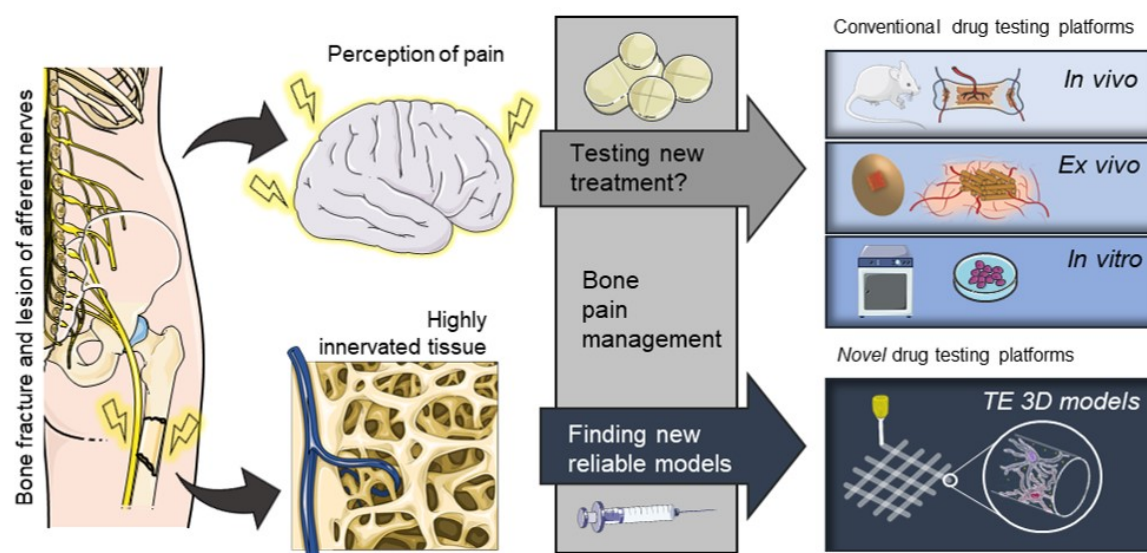 Bone fracture and lesion of afferent nerves
Perception of pain
Highly
innervated tissue
Testing new
treatment?
Bone
pain
management
Finding new
reliable models
Conventional drug testing platforms
In vivo
Ex vivo
In vitro
Novel drug testing platforms
TE 3D models